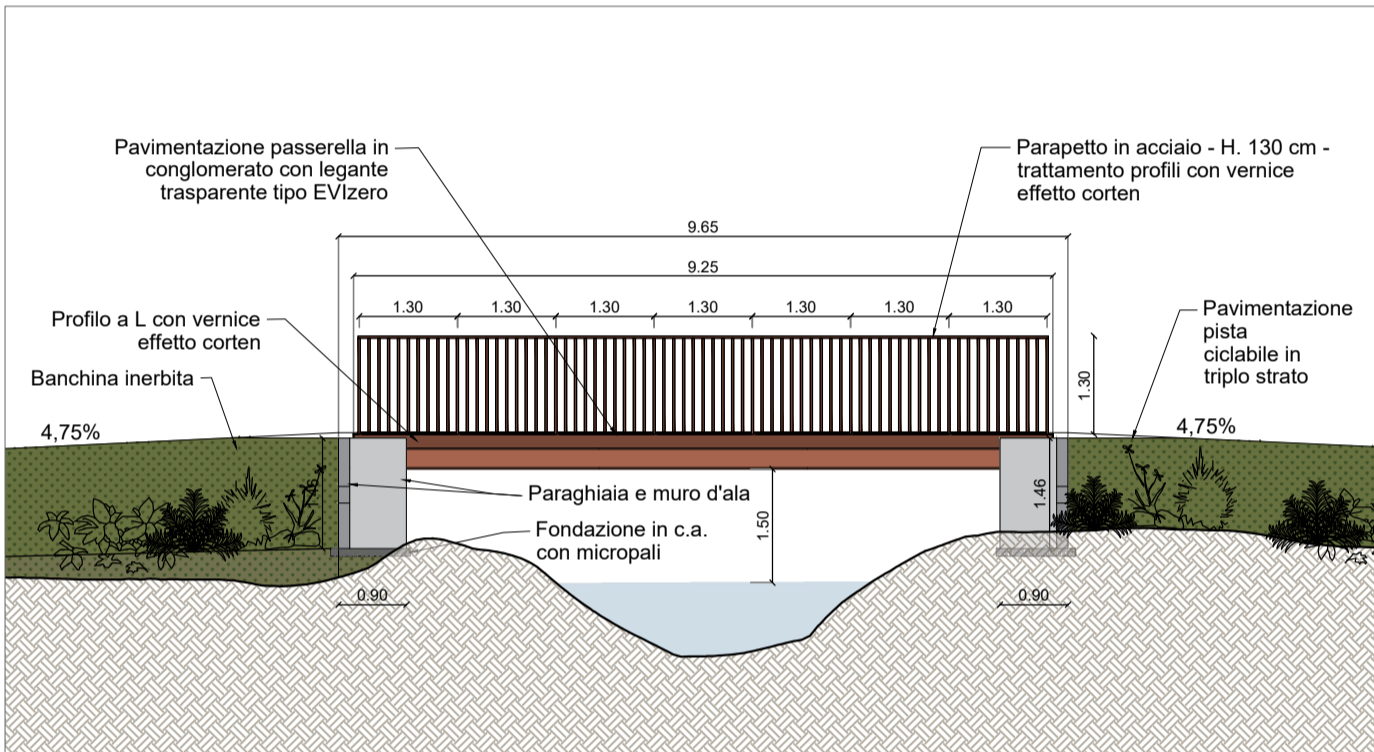 Pavimentazione passerella in
conglomerato con legante
trasparente tipo EVIzero
Parapetto in acciaio - H. 130 cm -
trattamento profili con vernice
effetto corten
9.65
9.25
1.30 1.30 1.30 1.30 1.30 1.30 1.30
Profilo a L con vernice
effetto corten
Pavimentazione
pista
ciclabile in
triplo strato
Banchina inerbita
1.30
4,75%
4,75%
Paraghiaia e muro d'ala
1.46
Fondazione in c.a.
con micropali
1.50
0.90
0.90